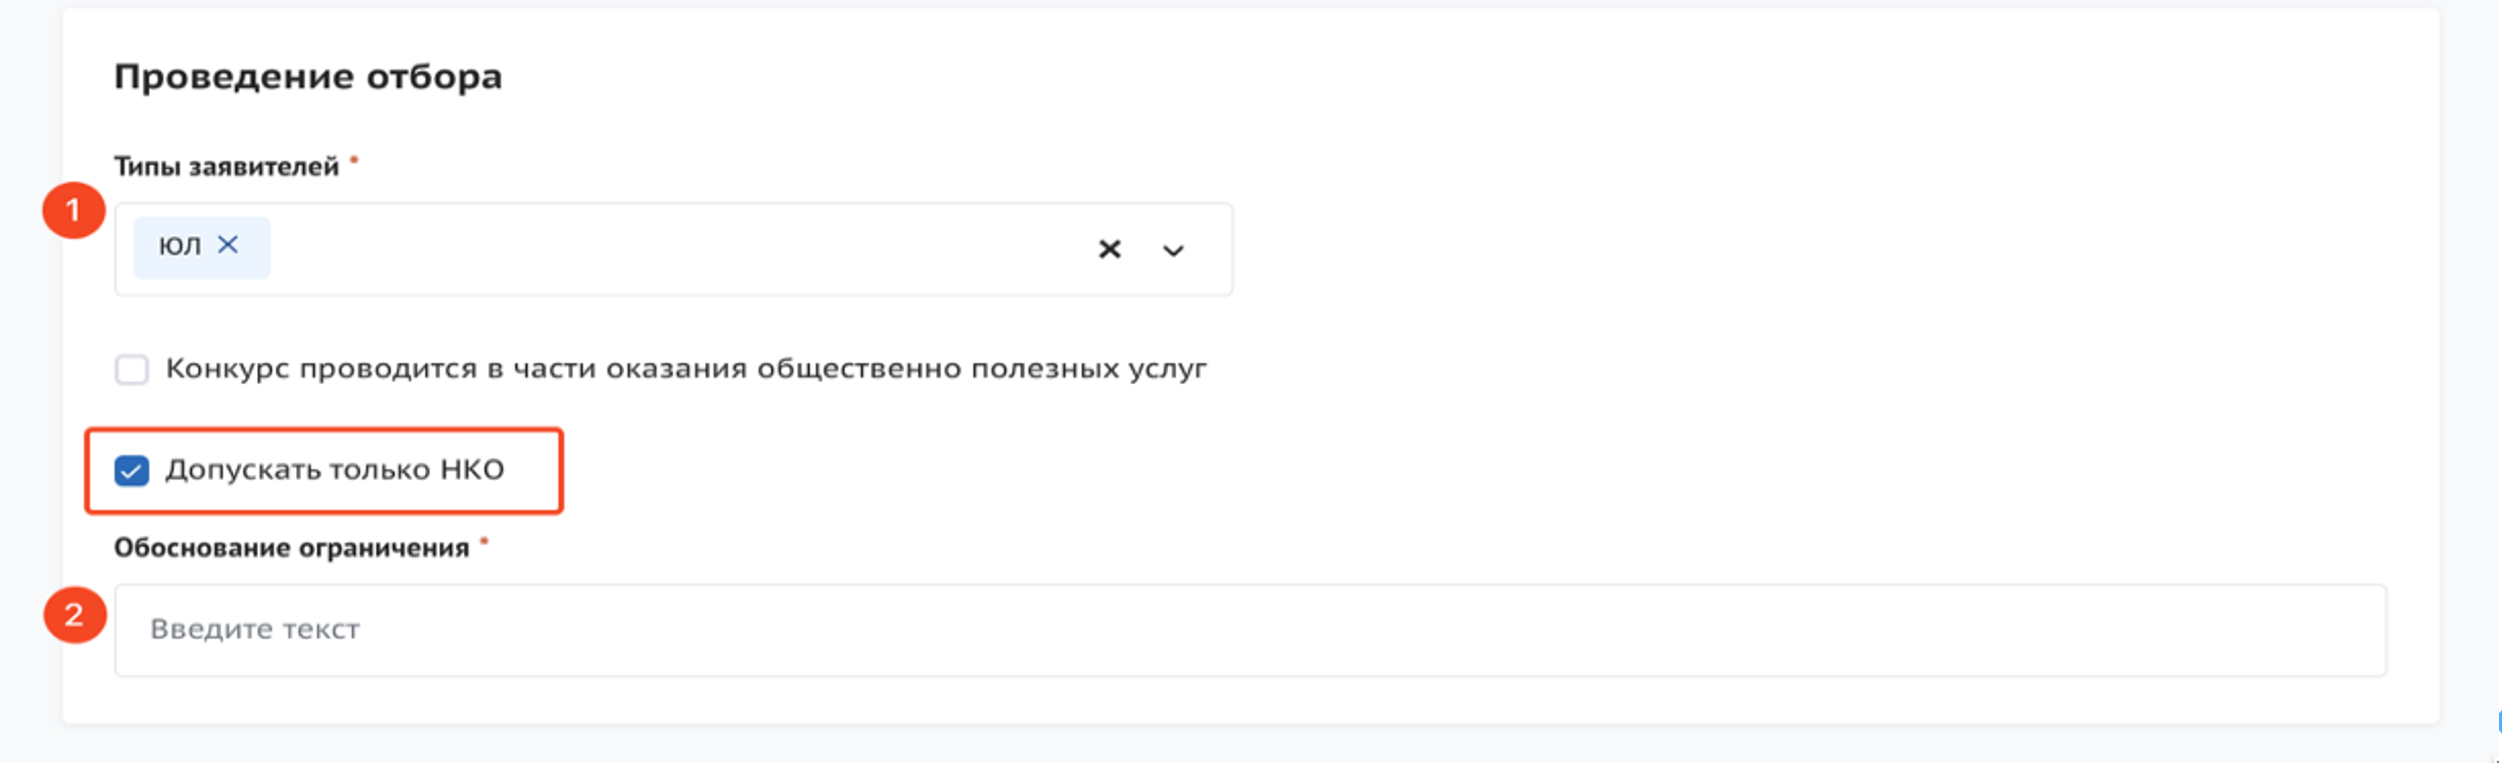 Проведение отбора
Типы заявителей *
1
ЮЛ
Конкурс проводится в части оказания общественно полезных услуг
Допускать только НКО
Обоснование ограничения *
2
Введите текст